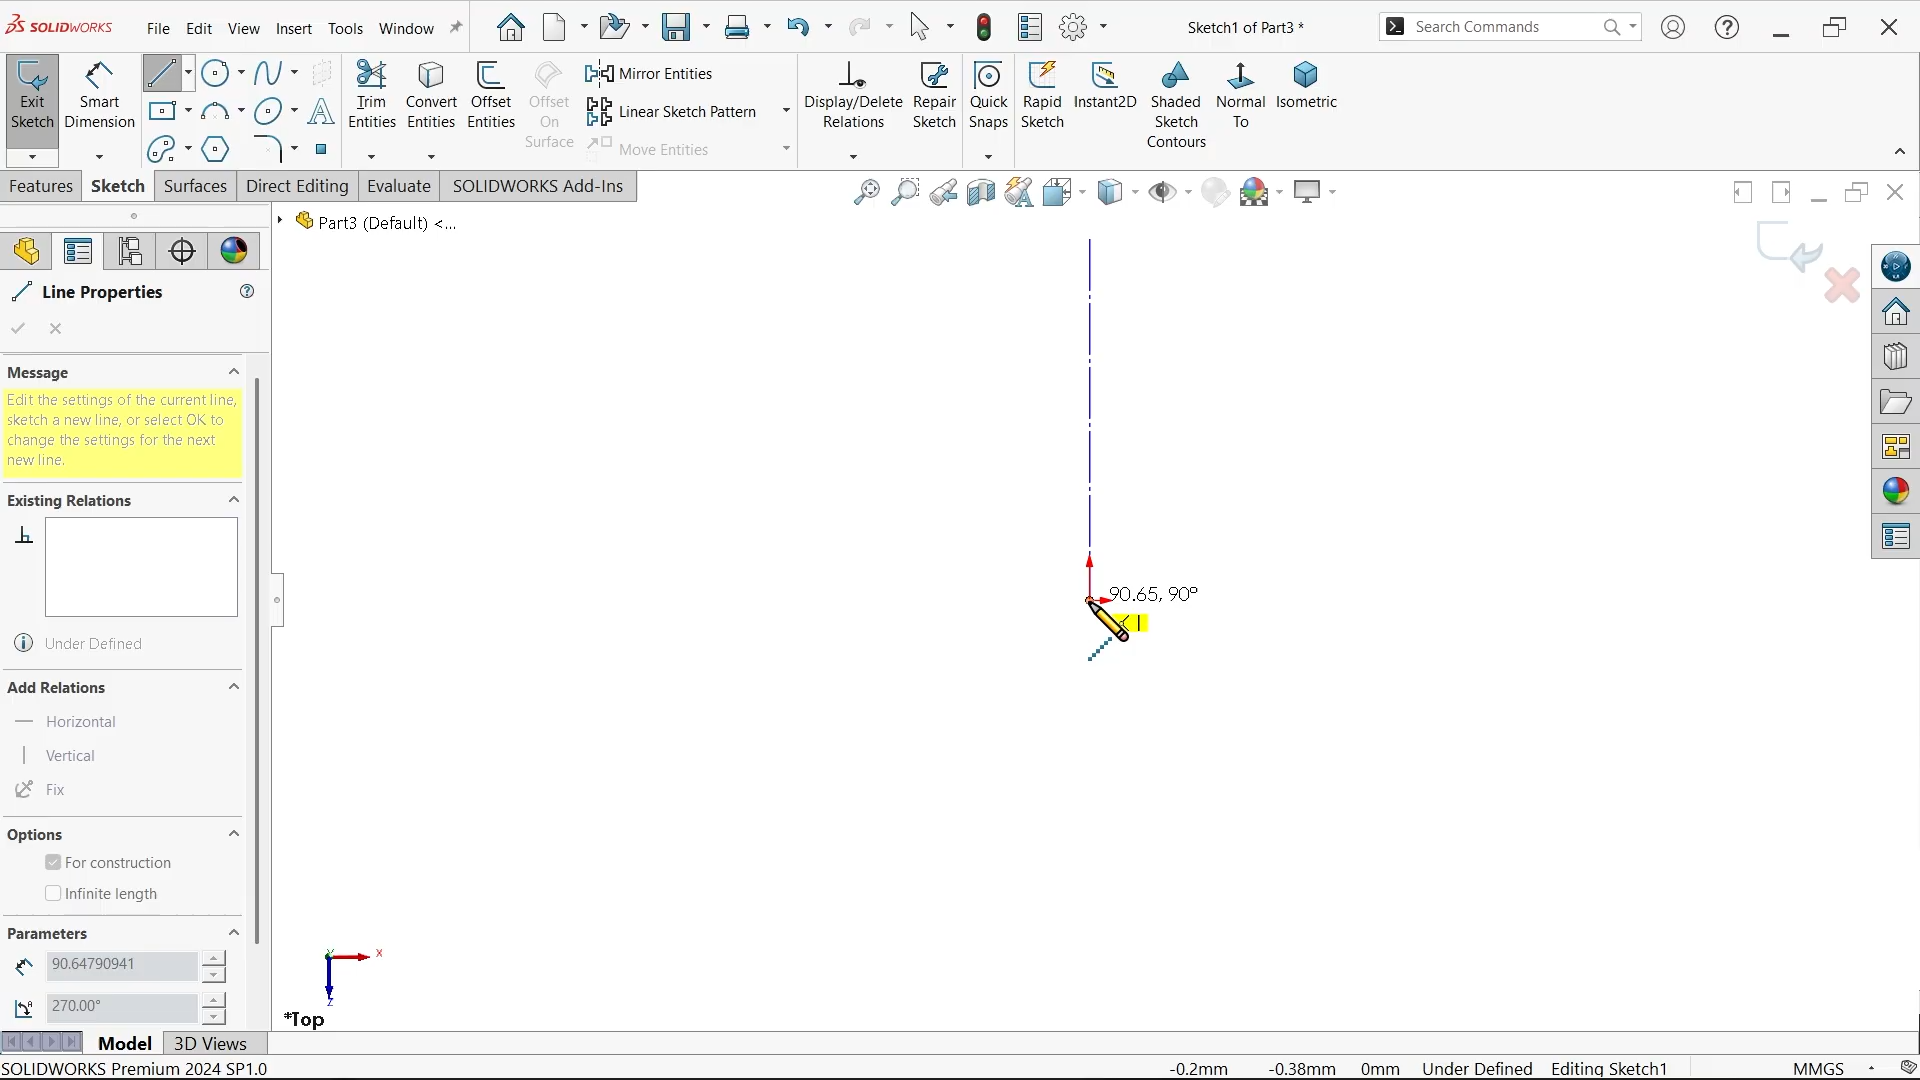 SOLIDWORKS File Edit View Insert Tools Window Sketch1 of Part3 * Search Commands
Exit Sketch
Smart Dimension
Trim Entities
Convert Entities
Offset Entities
Offset On Surface
Mirror Entities
Linear Sketch Pattern
Move Entities
Display/Delete Relations
Repair Sketch
Quick Snaps
Rapid Sketch
Instant2D
Shaded Sketch Contours
Normal To
Isometric
Features Sketch Surfaces Direct Editing Evaluate SOLIDWORKS Add-Ins
Part3 (Default) <...
Line Properties
Message
Edit the settings of the current line,
sketch a new line, or select OK to
change the settings for the next
new line.
Existing Relations
Under Defined
Add Relations
Horizontal
Vertical
Fix
Options
For construction
Infinite length
Parameters
90.64790941
270.00°
90.65, 90°
Y
X
Z
*Top
Model 3D Views
SOLIDWORKS Premium 2024 SP1.0 -0.2mm -0.38mm 0mm Under Defined Editing Sketch1 MMGS